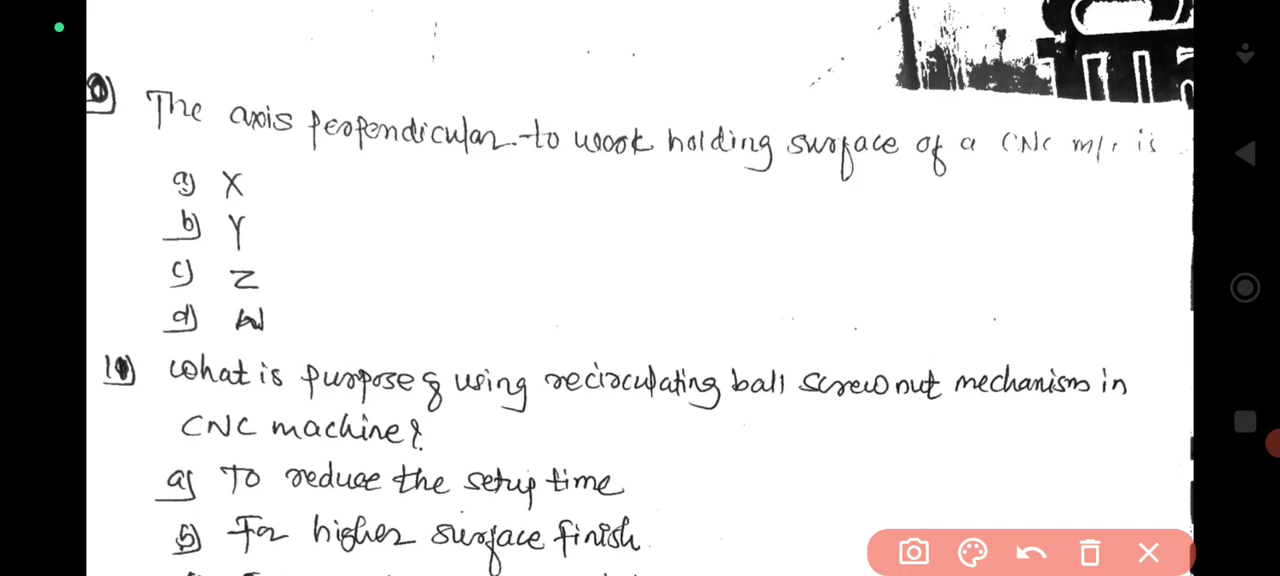 The axis perpendicular to work holding surface of a CNC m/c is
a) X
b) Y
c) Z
d) W
10) What is purpose of using recirculating ball screw nut mechanism in
CNC machine?
a) To reduce the setup time
b) For higher surface finish